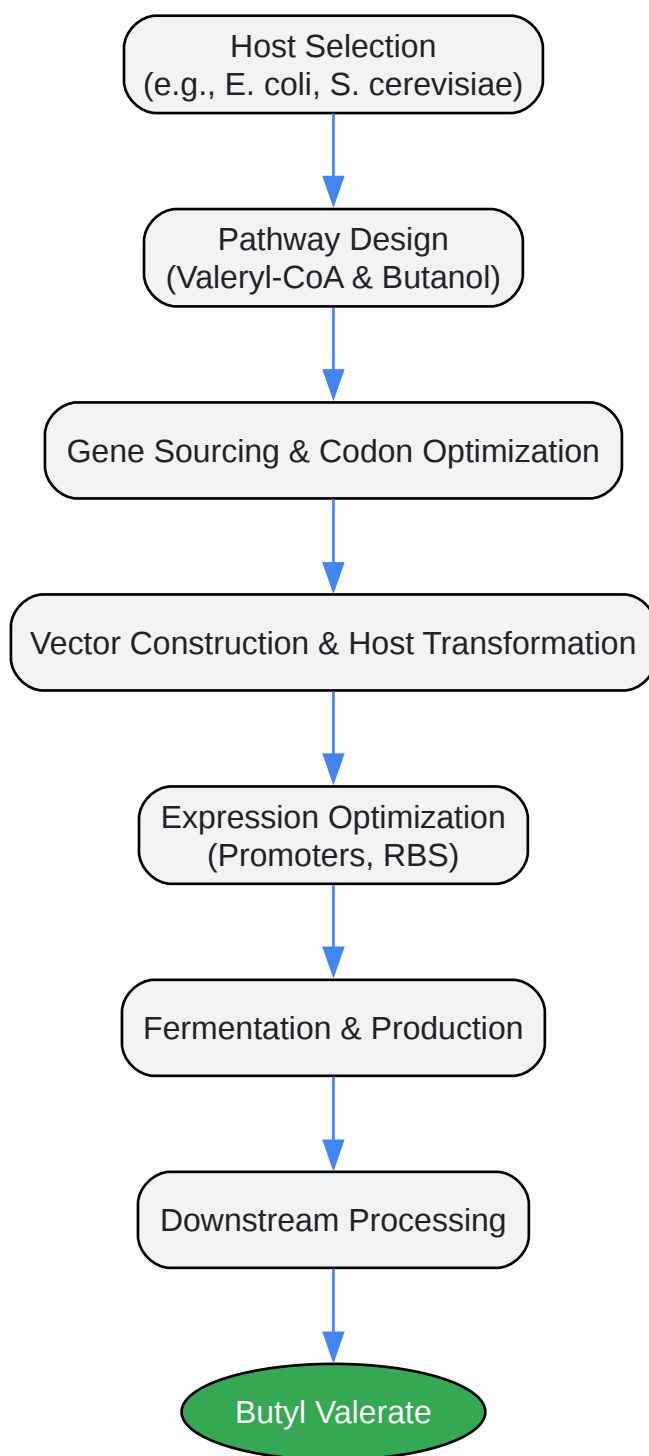 Host Selection
(e.g., E. coli, S. cerevisiae)
Pathway Design
(Valeryl-CoA & Butanol)
Gene Sourcing & Codon Optimization
Vector Construction & Host Transformation
Expression Optimization
(Promoters, RBS)
Fermentation & Production
Downstream Processing
Butyl Valerate